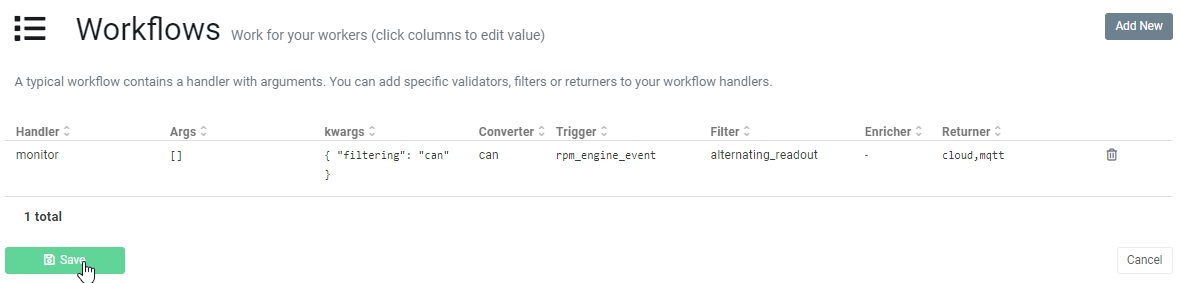 Workflows Work for your workers (click columns to edit value)
Add New
A typical workflow contains a handler with arguments. You can add specific validators, filters or returners to your workflow handlers.
Handler Args kwargs Converter Trigger Filter Enricher Returner
monitor [] { "filtering": "can" can rpm_engine_event alternating_readout - cloud,mqtt
}
1 total
Save Cancel